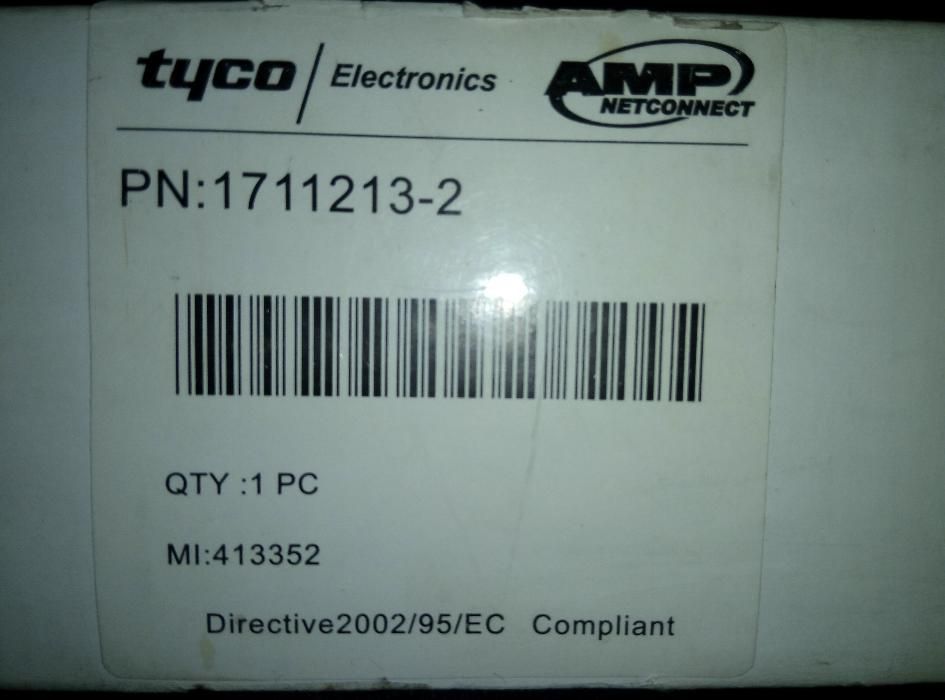 tyco / Electronics AMP NETCONNECT
PN:1711213-2
QTY :1 PC
MI:413352
Directive2002/95/EC Compliant